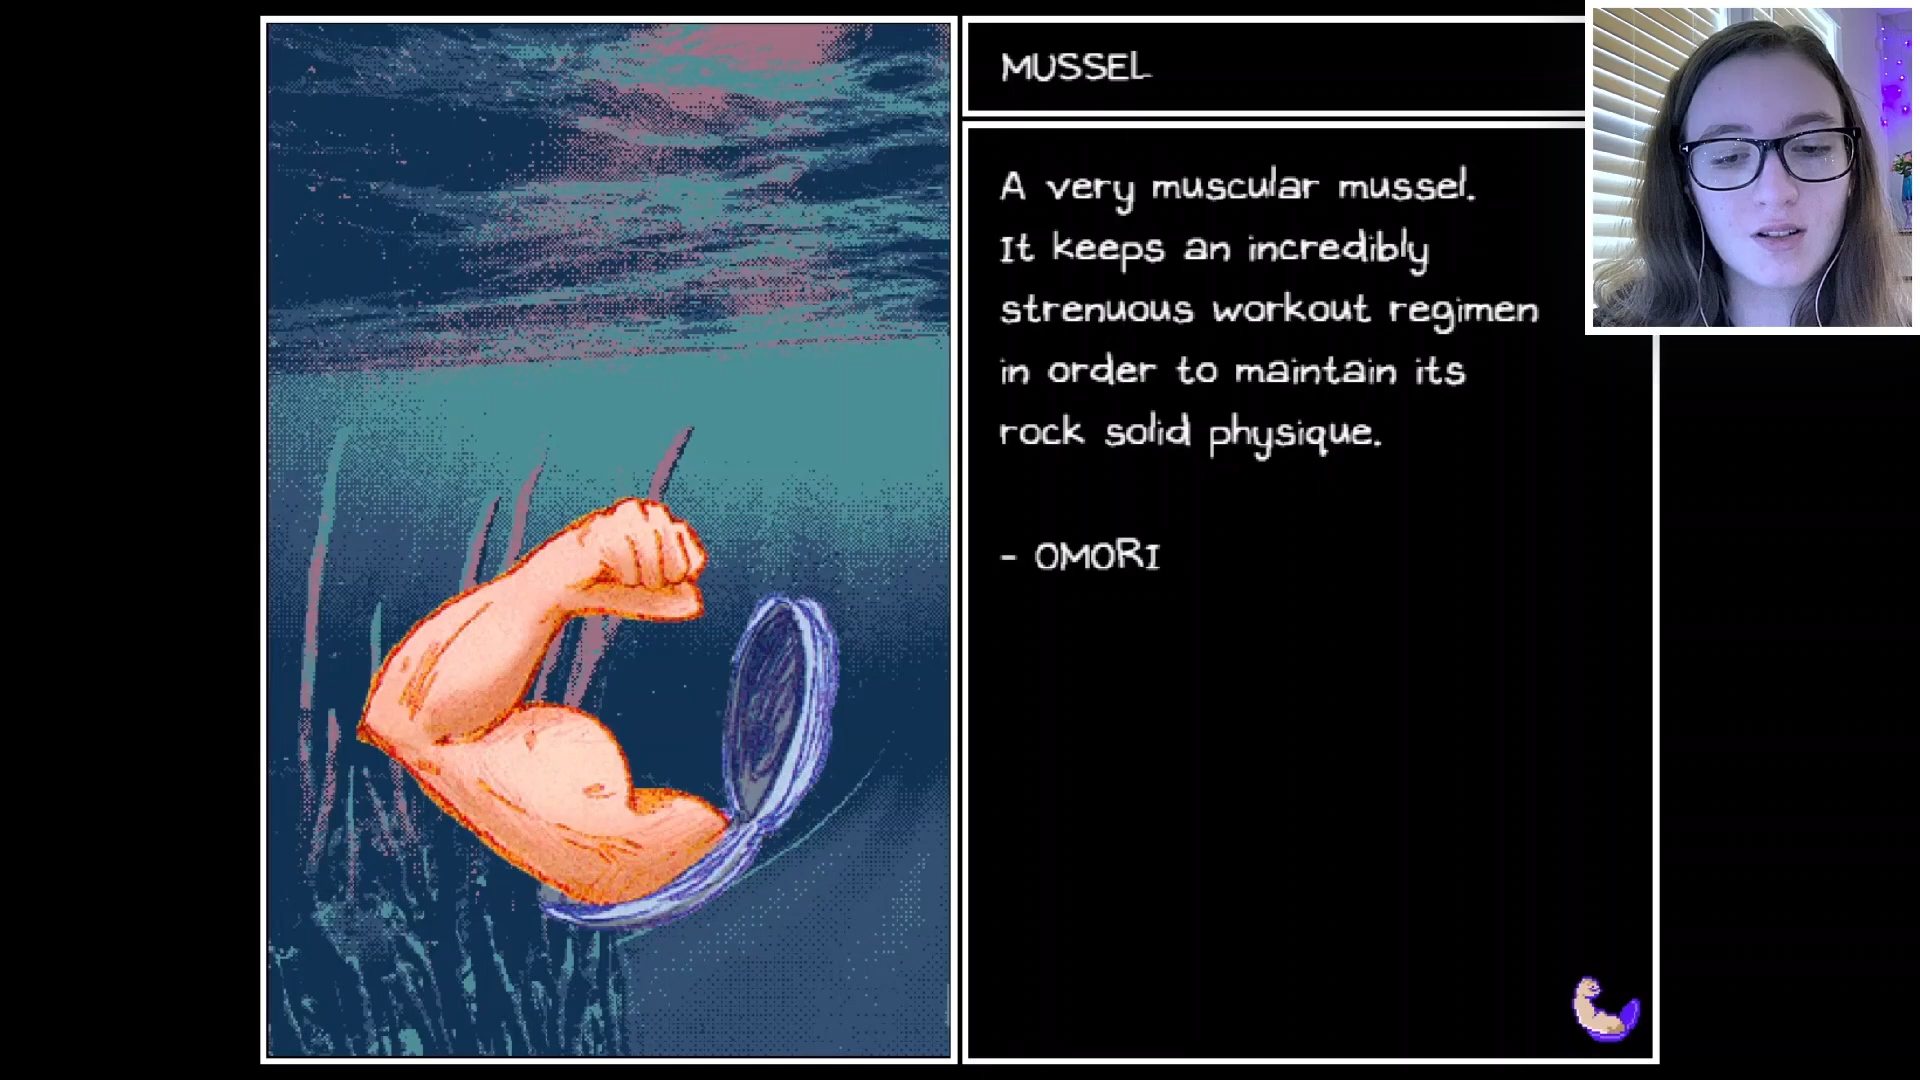 MUSSEL
A very muscular mussel.
It keeps an incredibly
strenuous workout regimen
in order to maintain its
rock solid physique.
- OMORI